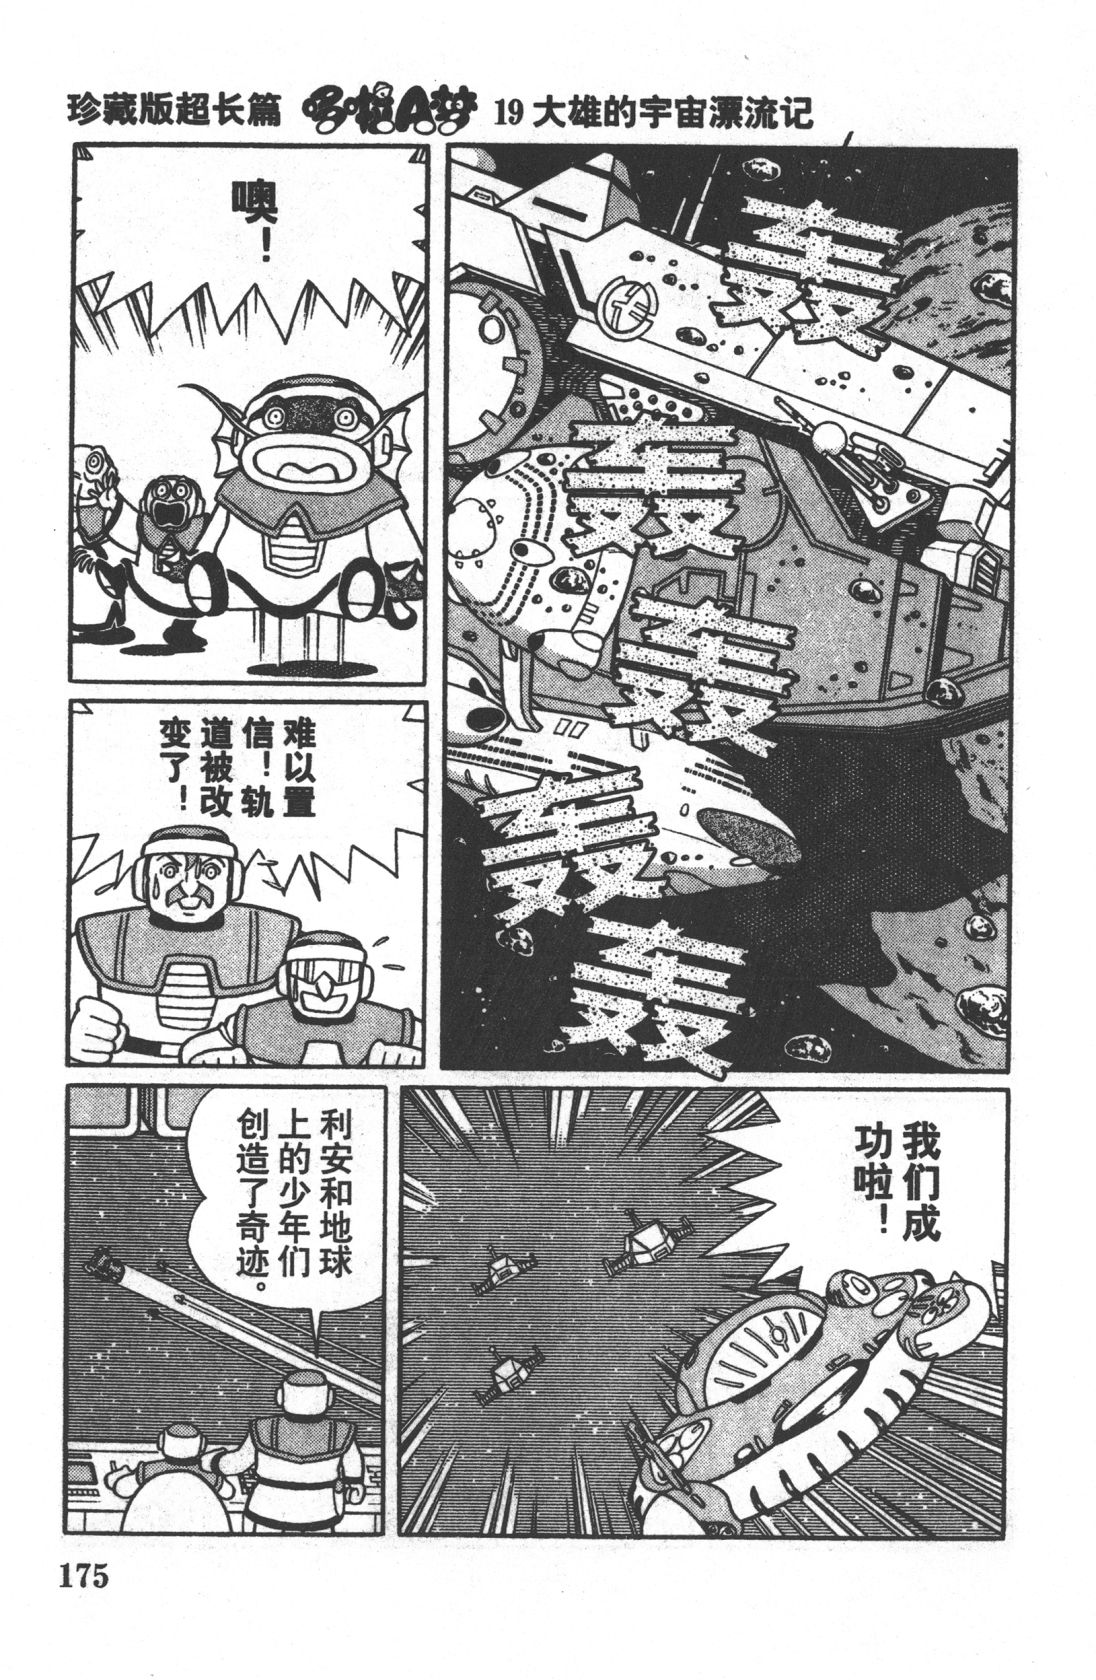 珍藏版超长篇 哆啦A梦 19 大雄的宇宙漂流记
轰
轰
轰
轰
轰
噢!
难以置
信!轨
道被改
变了!
我们成
功啦!
利安和地球
上的少年们
创造了奇迹。
175